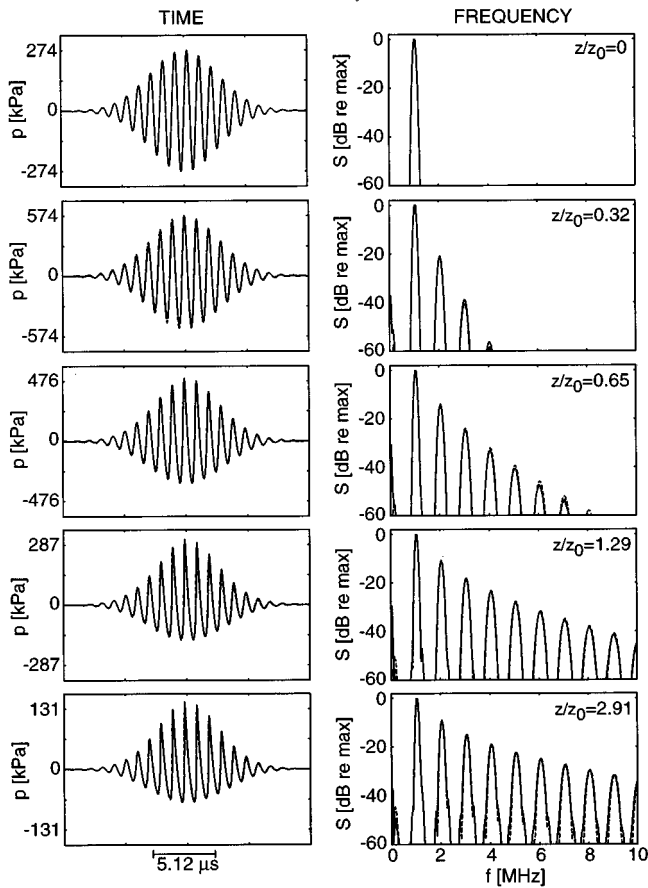 TIME
FREQUENCY
274
0
-274
p [kPa]
0
-20
-40
-60
S [dB re max]
z/z0=0
574
0
-574
p [kPa]
0
-20
-40
-60
S [dB re max]
z/z0=0.32
476
0
-476
p [kPa]
0
-20
-40
-60
S [dB re max]
z/z0=0.65
287
0
-287
p [kPa]
0
-20
-40
-60
S [dB re max]
z/z0=1.29
131
0
-131
p [kPa]
5.12 µs
0
-20
-40
-60
S [dB re max]
z/z0=2.91
0 2 4 6 8 10
f [MHz]